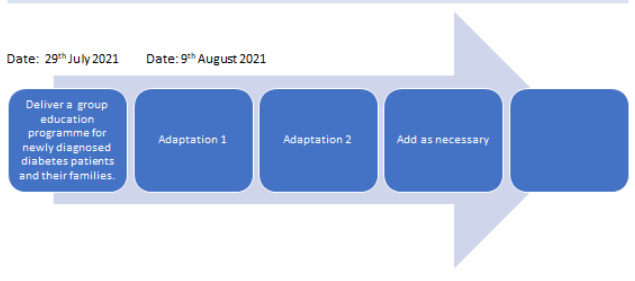 Date: 29th July 2021 Date: 9th August 2021
Deliver a group
education
programme for
newly diagnosed
diabetes patients
and their families.
Adaptation 1
Adaptation 2
Add as necessary